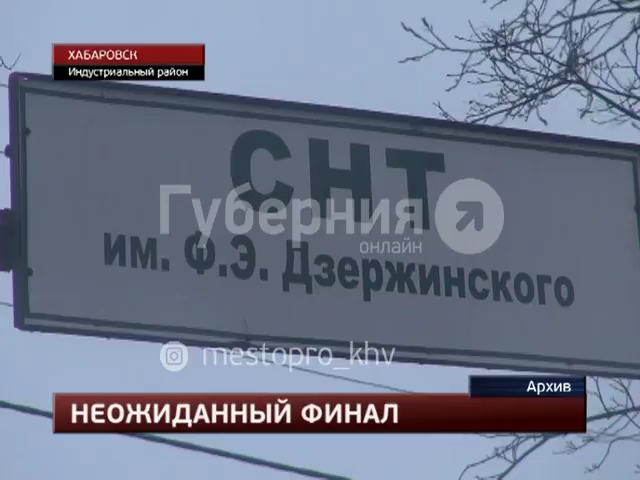 ХАБАРОВСК
Индустриальный район
СНТ
Губерния
онлайн
им. Ф.Э. Дзержинского
mestopro_khv
Архив
НЕОЖИДАННЫЙ ФИНАЛ